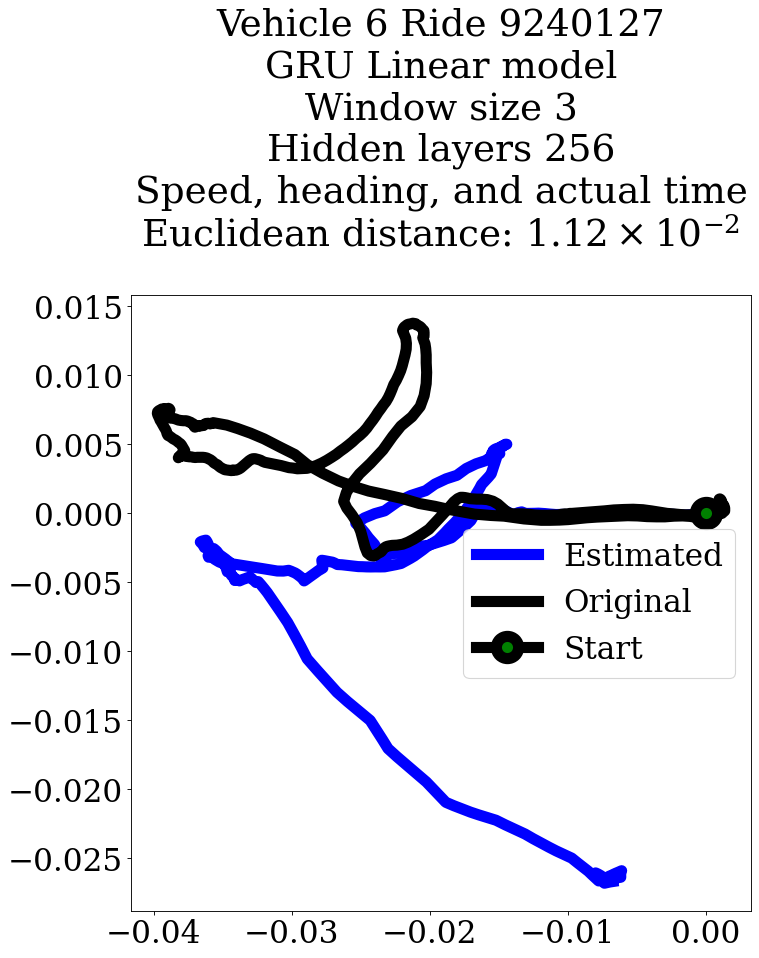 Vehicle 6 Ride 9240127
GRU Linear model
Window size 3
Hidden layers 256
Speed, heading, and actual time
Euclidean distance: 1.12 × 10⁻²
0.015
0.010
0.005
0.000
−0.005
−0.010
−0.015
−0.020
−0.025
Estimated
Original
Start
−0.04 −0.03 −0.02 −0.01 0.00